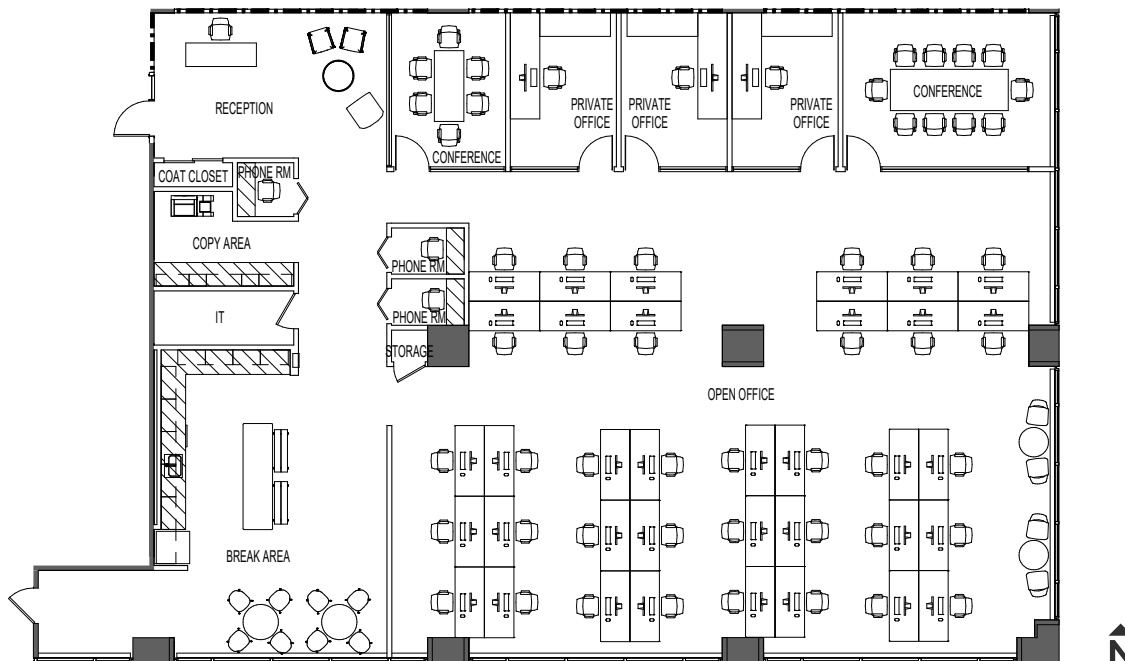 RECEPTION
CONFERENCE
PRIVATE
OFFICE
PRIVATE
OFFICE
PRIVATE
OFFICE
CONFERENCE
COAT CLOSET
PHONE RM
COPY AREA
PHONE RM
IT
PHONE RM
STORAGE
OPEN OFFICE
BREAK AREA
N